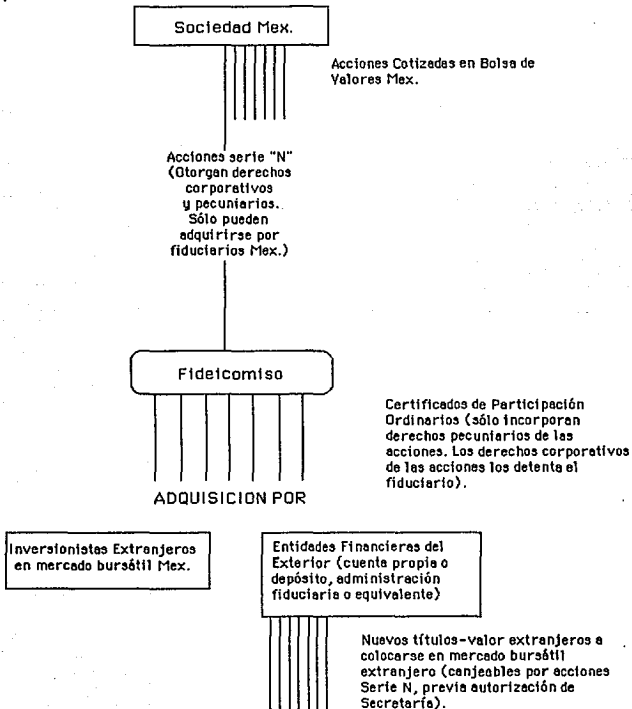 Sociedad Mex.
Acciones Cotizadas en Bolsa de
Valores Mex.
Acciones serie "N"
(Otorgan derechos
corporativos
y pecuniarios.
Sólo pueden
adquirirse por
fiduciarios Mex.)
Fideicomiso
Certificados de Participación
Ordinarios (sólo incorporan
derechos pecuniarios de las
acciones. Los derechos corporativos
de las acciones los detenta el
fiduciario).
ADQUISICION POR
Inversionistas Extranjeros
en mercado bursátil Mex.
Entidades Financieras del
Exterior (cuenta propia o
depósito, administración
fiduciaria o equivalente)
Nuevos títulos-valor extranjeros a
colocarse en mercado bursátil
extranjero (canjeables por acciones
Serie N, previa autorización de
Secretaría).